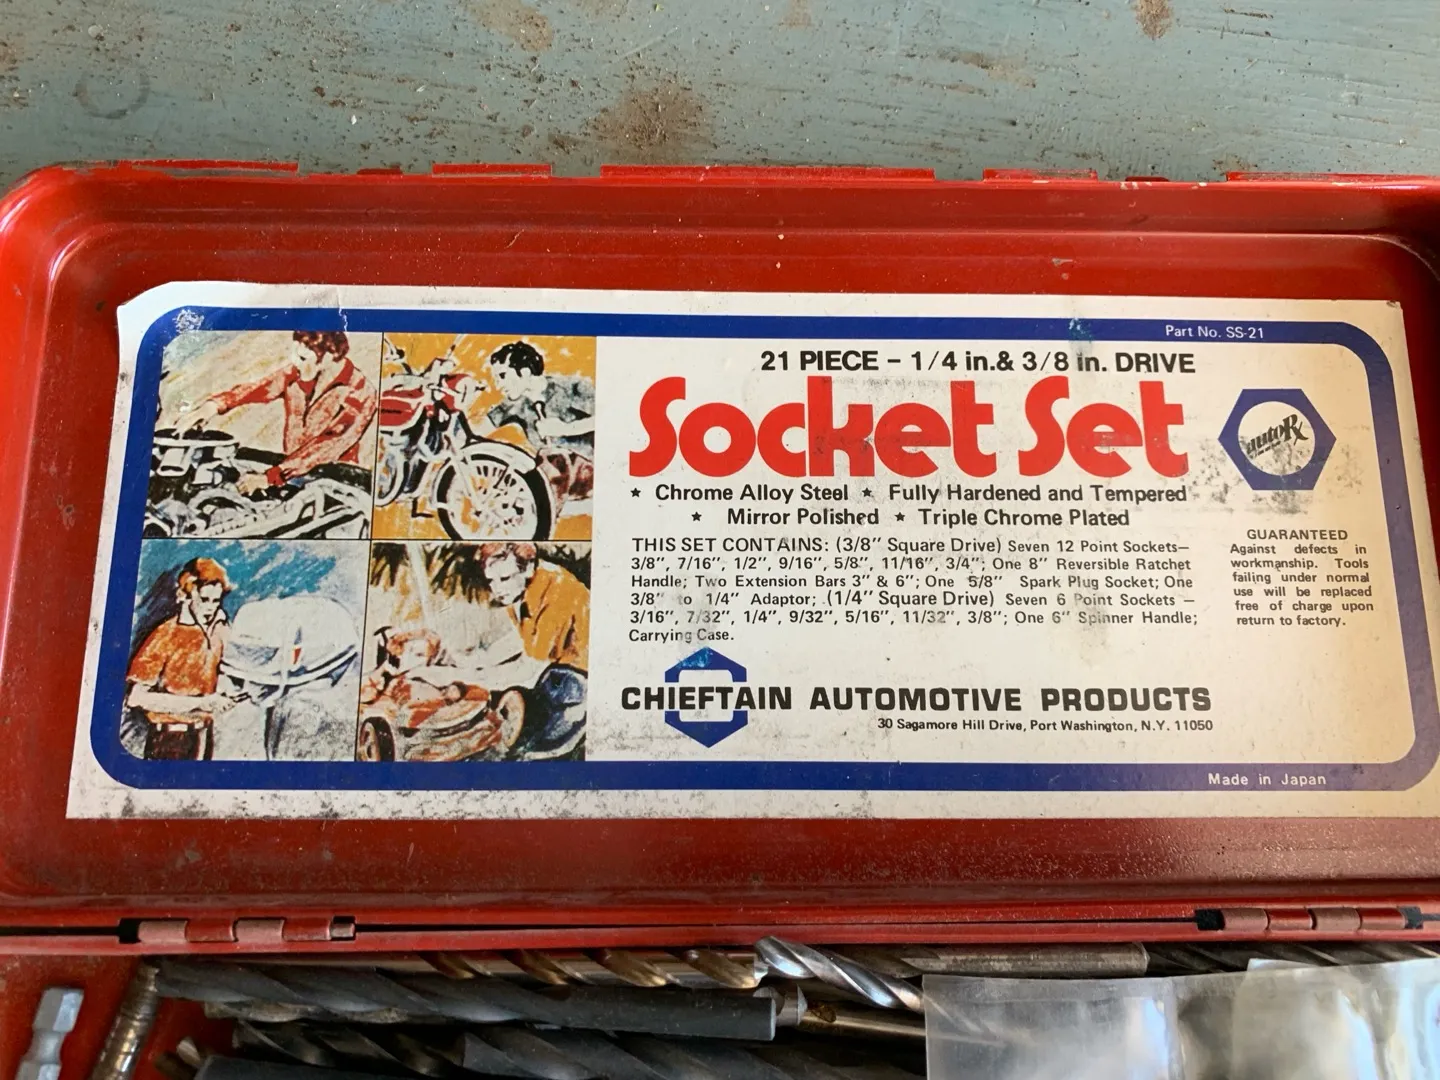 Part No. SS-21
21 PIECE – 1/4 in.& 3/8 in. DRIVE
Socket Set
autoRx
★ Chrome Alloy Steel ★ Fully Hardened and Tempered
★ Mirror Polished ★ Triple Chrome Plated
THIS SET CONTAINS: (3/8" Square Drive) Seven 12 Point Sockets—
3/8", 7/16", 1/2", 9/16", 5/8", 11/16", 3/4"; One 8" Reversible Ratchet
Handle; Two Extension Bars 3" & 6"; One 5/8" Spark Plug Socket; One
3/8" to 1/4" Adaptor; (1/4" Square Drive) Seven 6 Point Sockets —
3/16", 7/32", 1/4", 9/32", 5/16", 11/32", 3/8"; One 6" Spinner Handle;
Carrying Case.
GUARANTEED
Against defects in
workmanship. Tools
failing under normal
use will be replaced
free of charge upon
return to factory.
CHIEFTAIN AUTOMOTIVE PRODUCTS
30 Sagamore Hill Drive, Port Washington, N.Y. 11050
Made in Japan